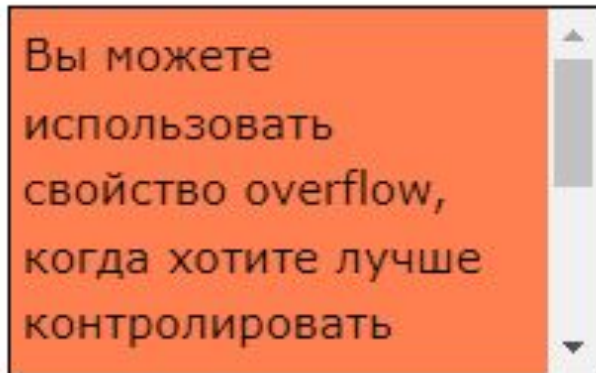 Вы можете
использовать
свойство overflow,
когда хотите лучше
контролировать